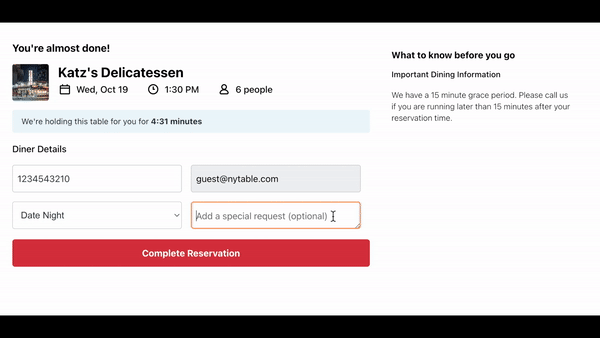 You're almost done!
Katz's Delicatessen
Wed, Oct 19 1:30 PM 6 people
We're holding this table for you for 4:31 minutes
Diner Details
1234543210 guest@nytable.com
Date Night Add a special request (optional)
Complete Reservation
What to know before you go
Important Dining Information
We have a 15 minute grace period. Please call us
if you are running later than 15 minutes after your
reservation time.